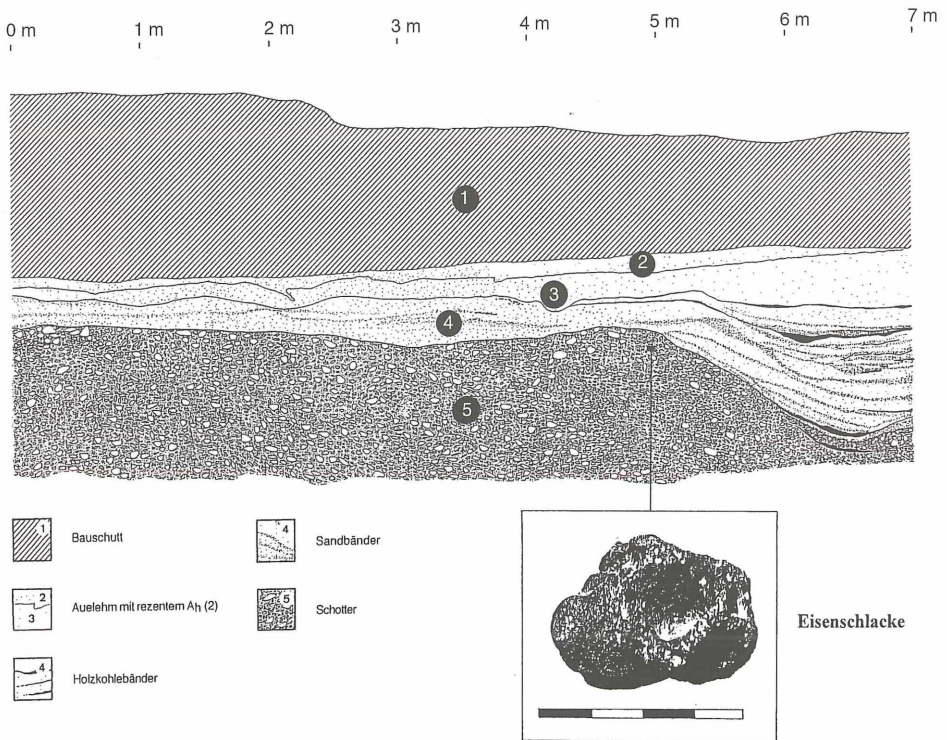 0 m 1 m 2 m 3 m 4 m 5 m 6 m 7 m
1
2
3
4
5
1 Bauschutt
2
3 Auelehm mit rezentem Ah (2)
4 Holzkohlebänder
4 Sandbänder
5 Schotter
Eisenschlacke